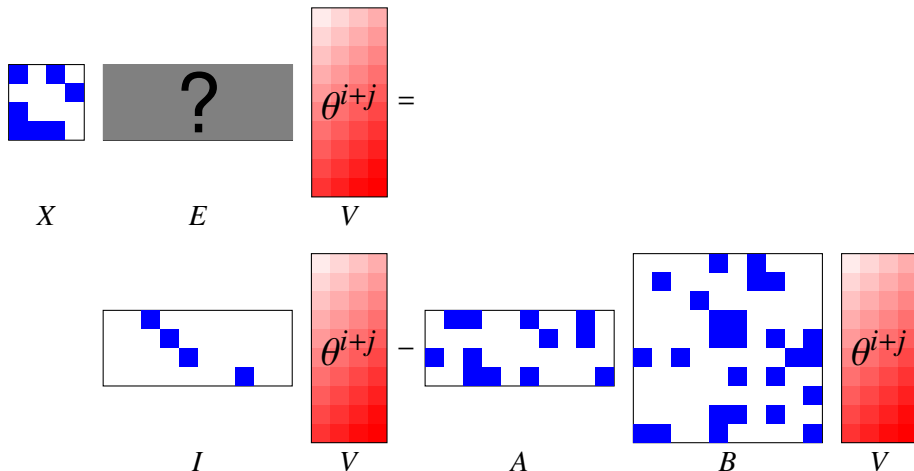 ?
θ^{i+j} =
X E V
θ^{i+j} − θ^{i+j}
I V A B V